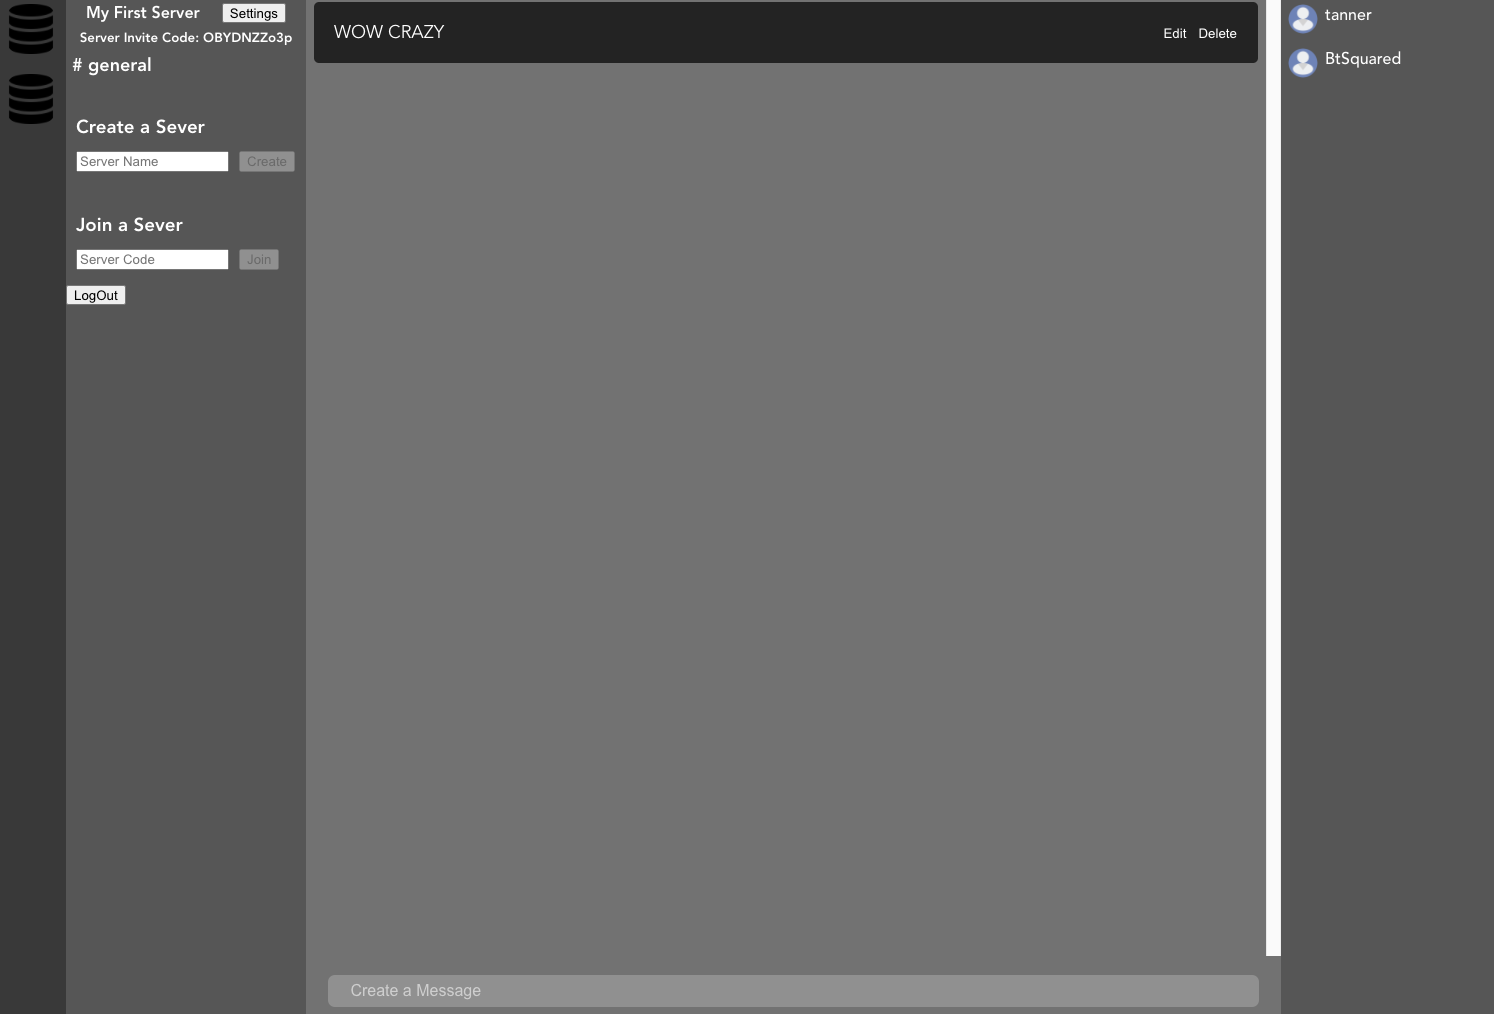 My First Server Settings
Server Invite Code: OBYDNZZo3p
# general
Create a Sever
Server Name Create
Join a Sever
Server Code Join
LogOut
WOW CRAZY Edit Delete
Create a Message
tanner
BtSquared